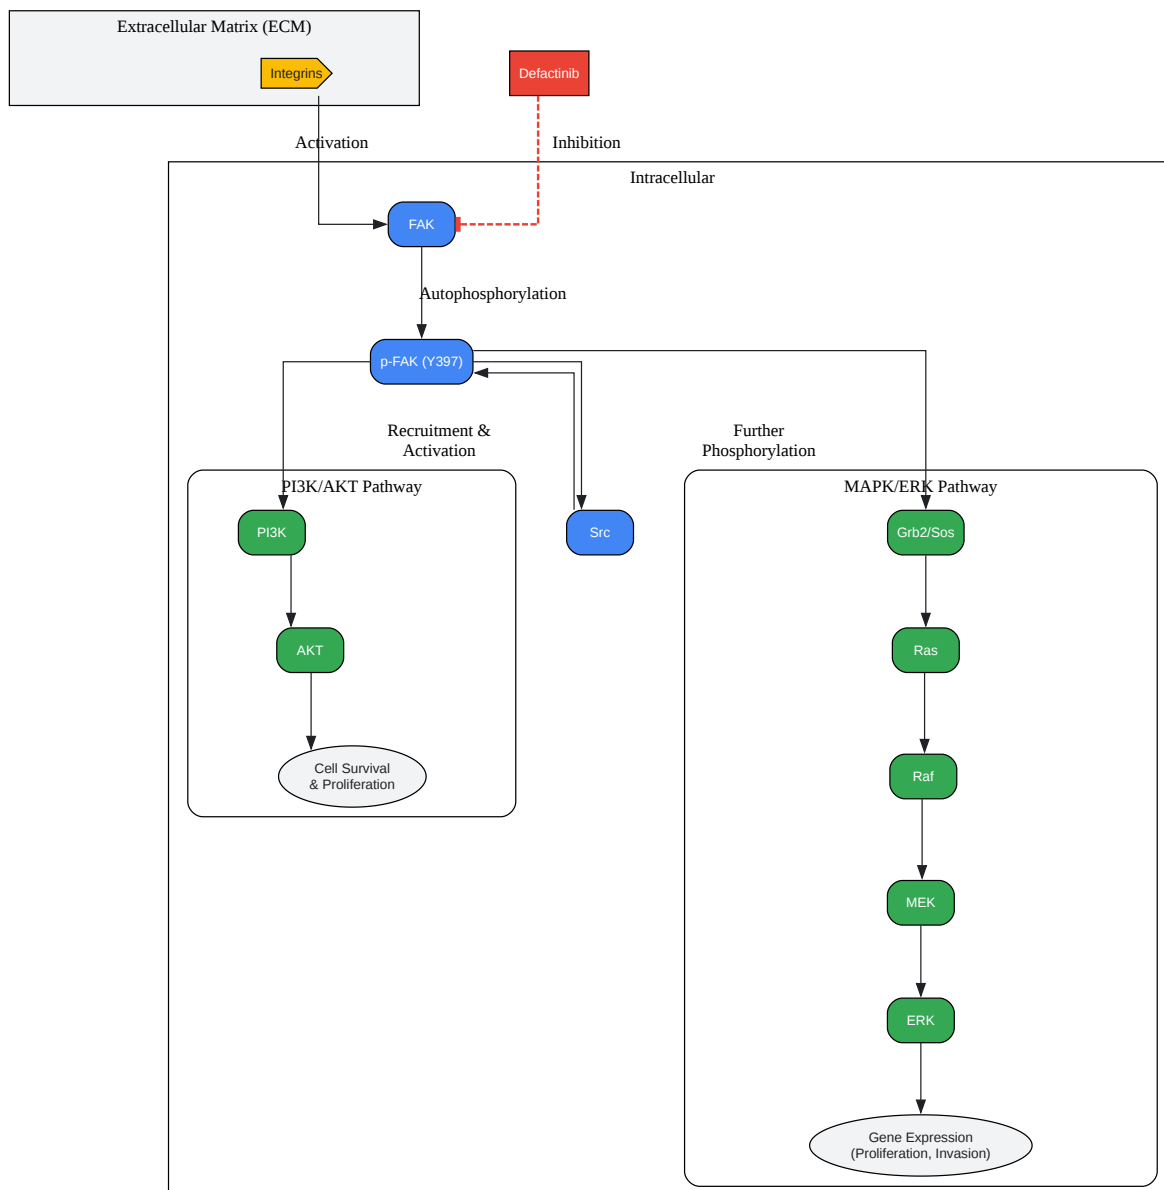 Extracellular Matrix (ECM)
Integrins
Defactinib
Activation
Inhibition
Intracellular
FAK
Autophosphorylation
p-FAK (Y397)
Recruitment &
Activation
Further
Phosphorylation
PI3K/AKT Pathway
MAPK/ERK Pathway
PI3K
Src
Grb2/Sos
AKT
Ras
Cell Survival
& Proliferation
Raf
MEK
ERK
Gene Expression
(Proliferation, Invasion)